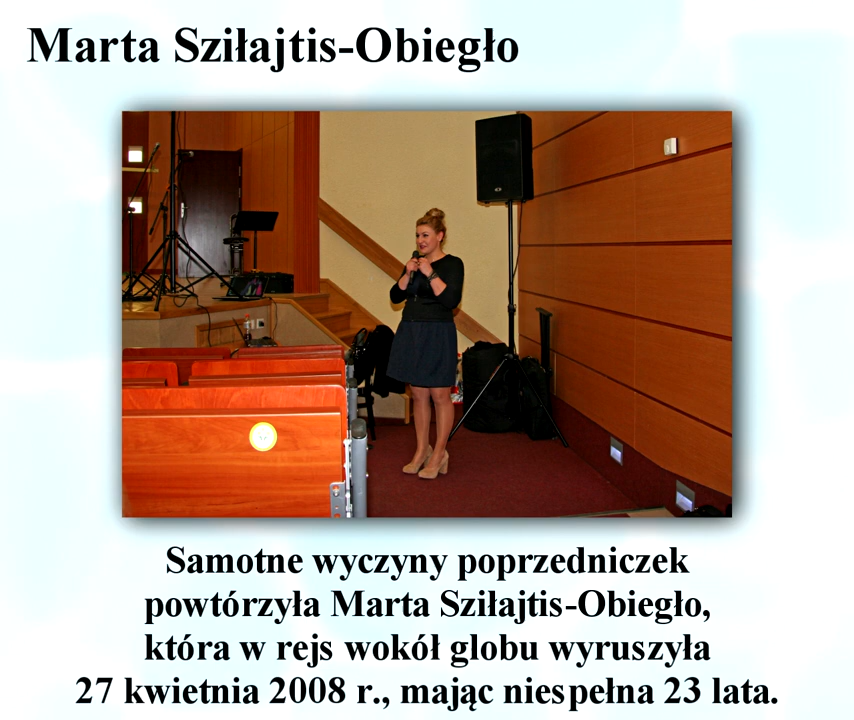 Marta Sziłajtis-Obiegło
Samotne wyczyny poprzedniczek
powtórzyła Marta Sziłajtis-Obiegło,
która w rejs wokół globu wyruszyła
27 kwietnia 2008 r., mając niespełna 23 lata.